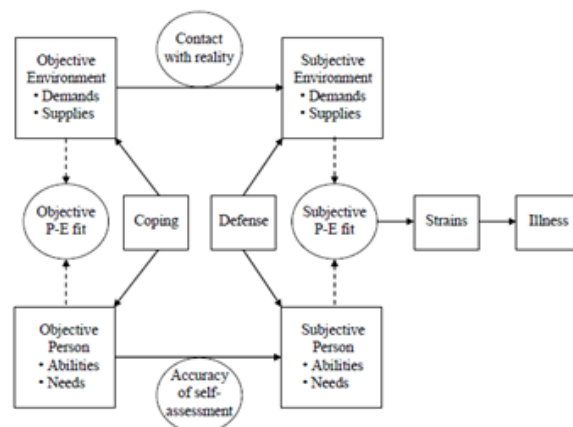 Contact
with reality
Objective
Environment
• Demands
• Supplies
Subjective
Environment
• Demands
• Supplies
Objective
P-E fit
Coping
Defense
Subjective
P-E fit
Strains
Illness
Objective
Person
• Abilities
• Needs
Subjective
Person
• Abilities
• Needs
Accuracy
of self-
assessment